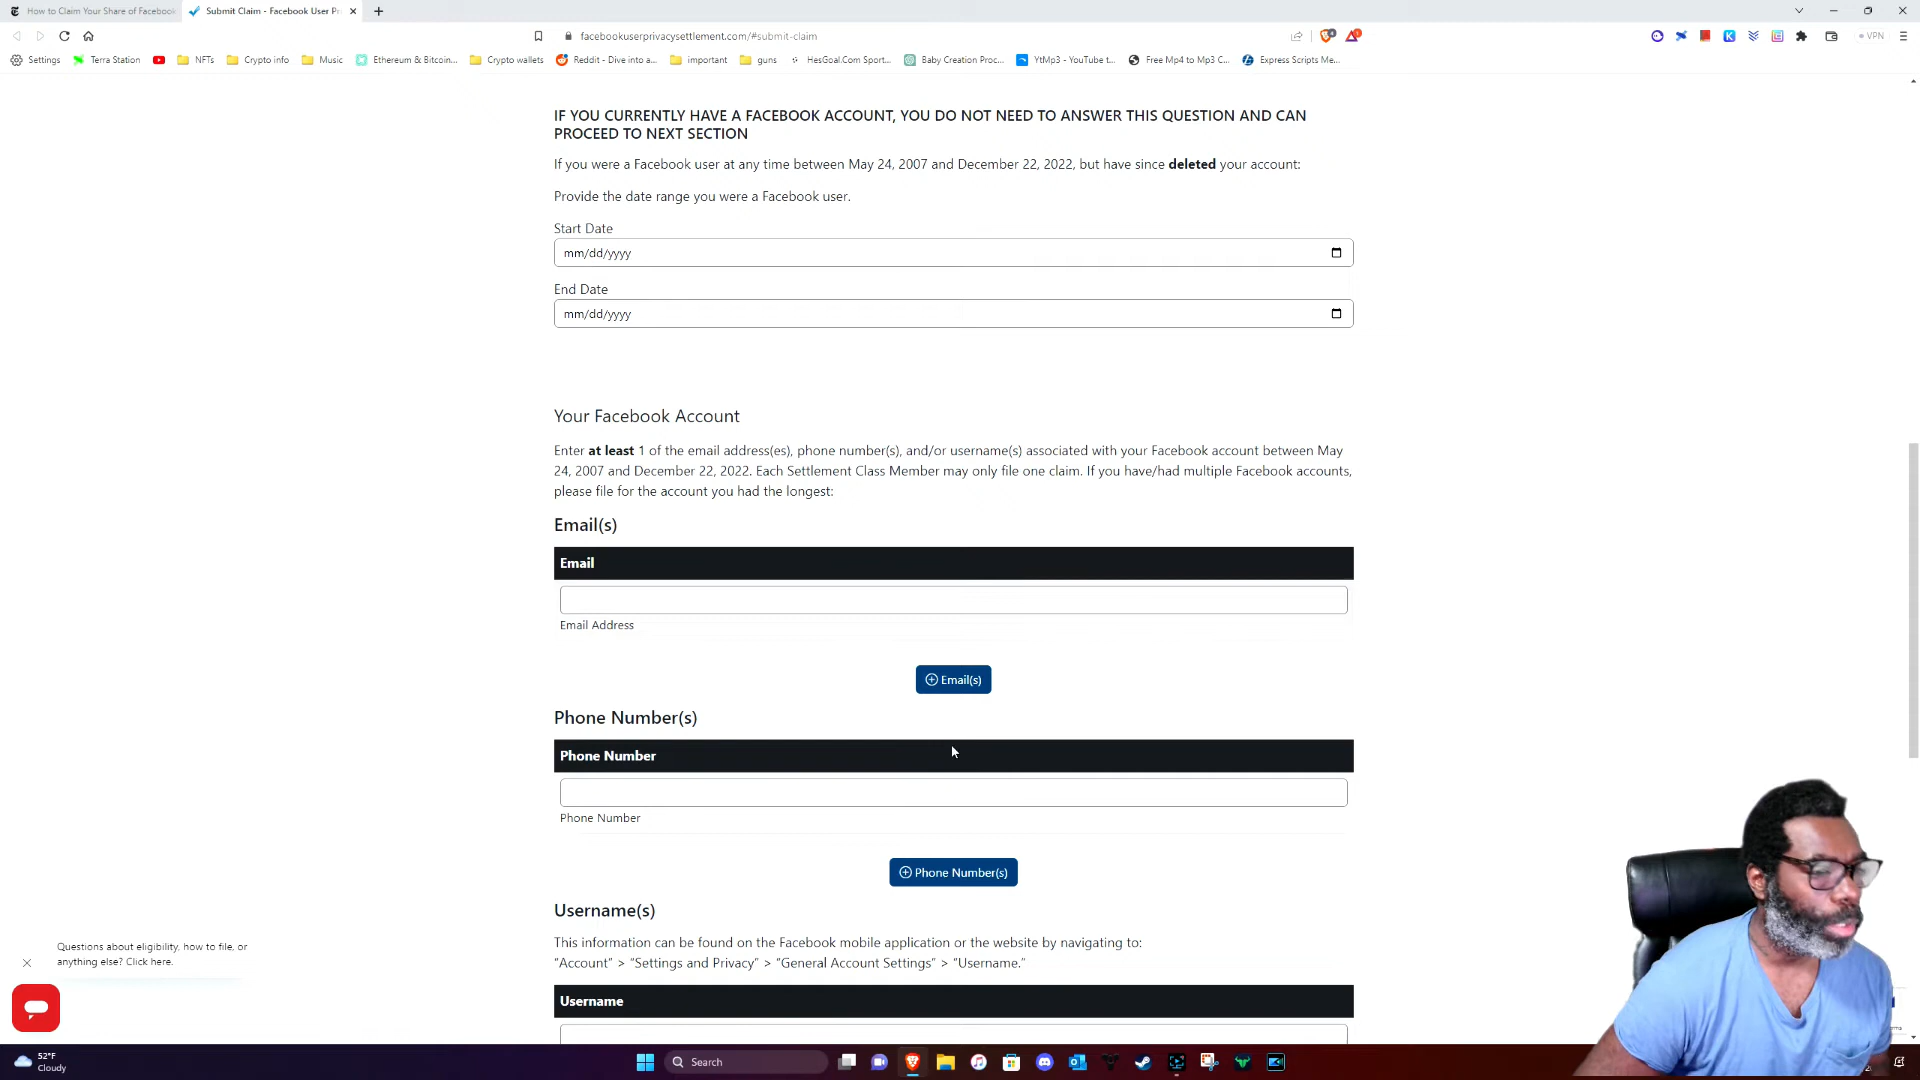 How to Claim Your Share of Facebook
Submit Claim - Facebook User Pr
facebookuserprivacysettlement.com/#submit-claim
VPN
Settings
Terra Station
NFTs
Crypto info
Music
Ethereum & Bitcoin...
Crypto wallets
Reddit - Dive into a...
important
guns
HesGoal.Com Sport...
Baby Creation Proc...
YtMp3 - YouTube t...
Free Mp4 to Mp3 C...
Express Scripts Me...
IF YOU CURRENTLY HAVE A FACEBOOK ACCOUNT, YOU DO NOT NEED TO ANSWER THIS QUESTION AND CAN
PROCEED TO NEXT SECTION
If you were a Facebook user at any time between May 24, 2007 and December 22, 2022, but have since deleted your account:
Provide the date range you were a Facebook user.
Start Date
mm/dd/yyyy
End Date
mm/dd/yyyy
Your Facebook Account
Enter at least 1 of the email address(es), phone number(s), and/or username(s) associated with your Facebook account between May
24, 2007 and December 22, 2022. Each Settlement Class Member may only file one claim. If you have/had multiple Facebook accounts,
please file for the account you had the longest:
Email(s)
Email
Email Address
Email(s)
Phone Number(s)
Phone Number
Phone Number
Phone Number(s)
Username(s)
This information can be found on the Facebook mobile application or the website by navigating to:
"Account" > "Settings and Privacy" > "General Account Settings" > "Username."
Username
Questions about eligibility, how to file, or
anything else? Click here.
52°F
Cloudy
Search